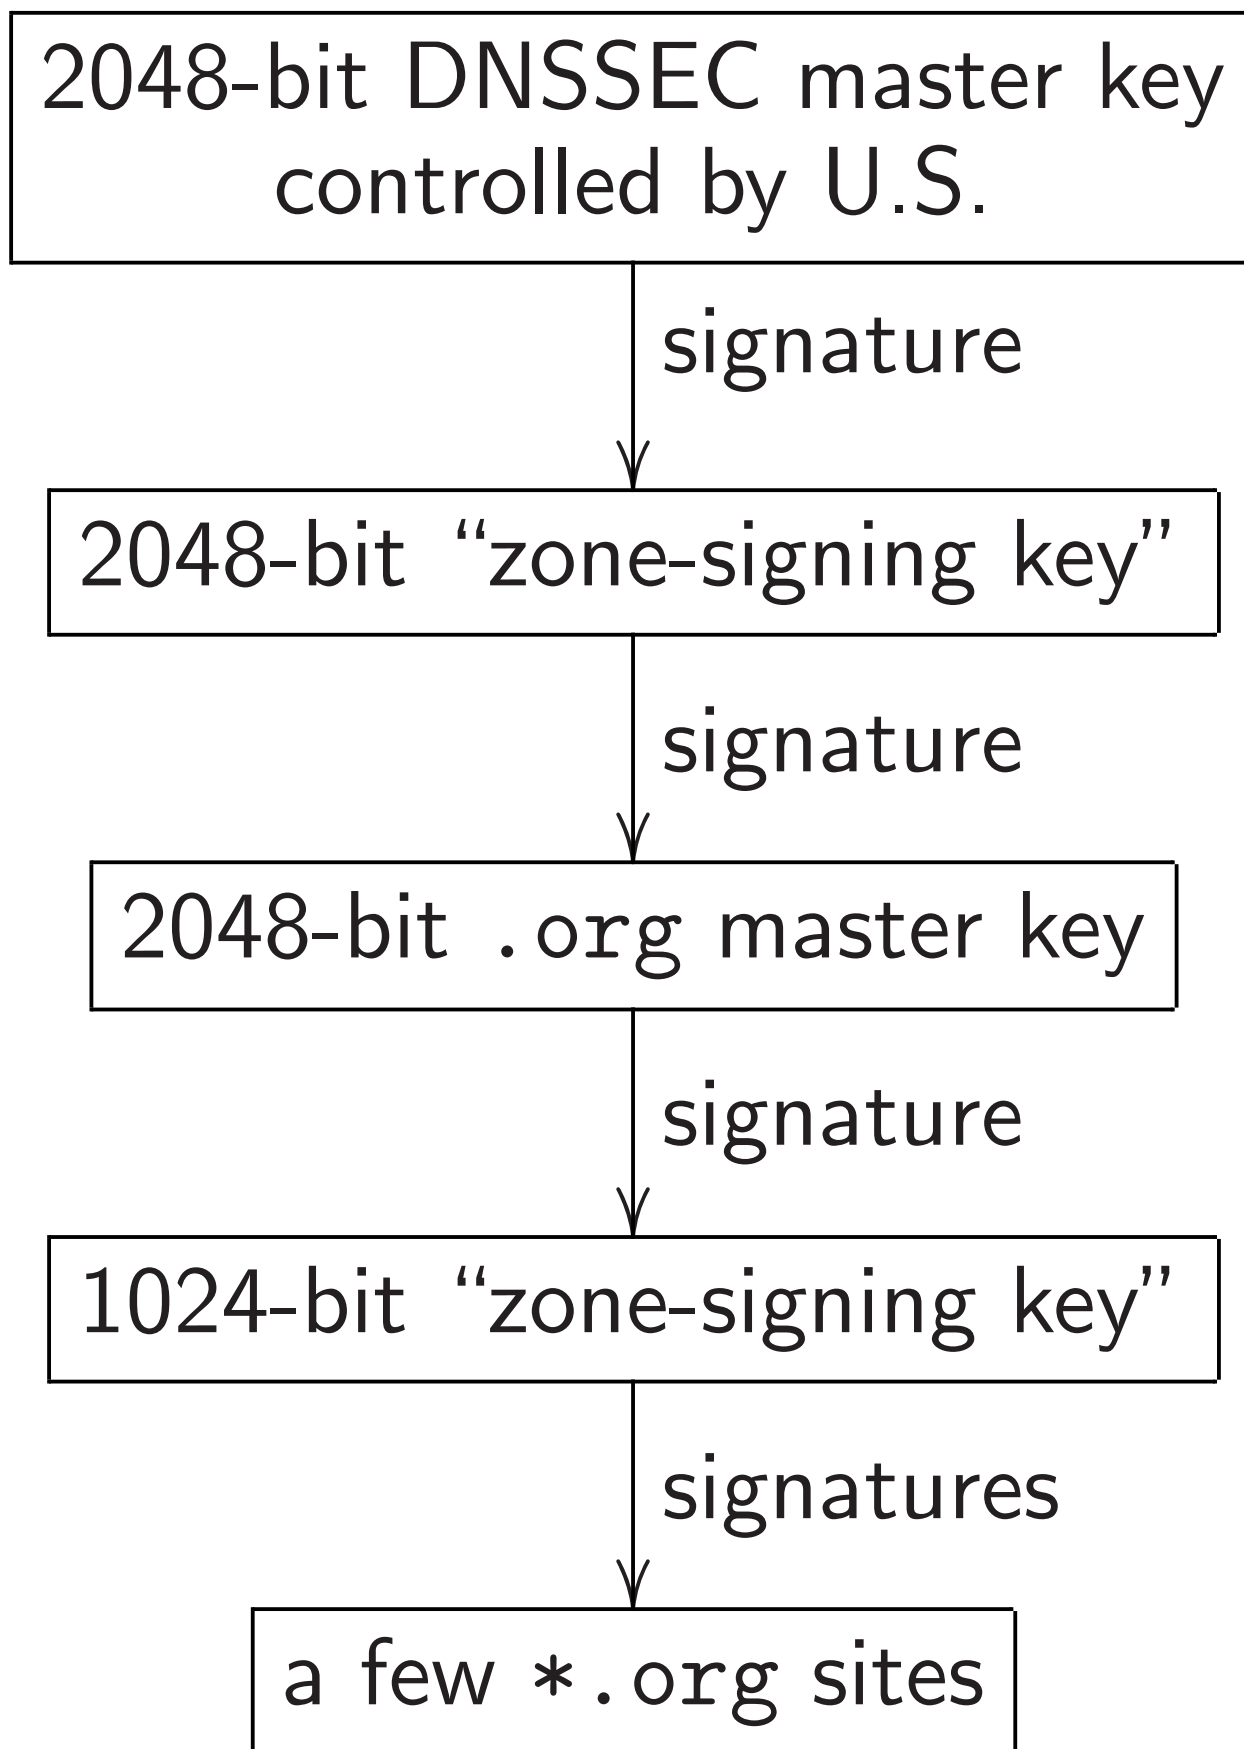 2048-bit DNSSEC master key
controlled by U.S.
signature
2048-bit “zone-signing key”
signature
2048-bit .org master key
signature
1024-bit “zone-signing key”
signatures
a few *.org sites